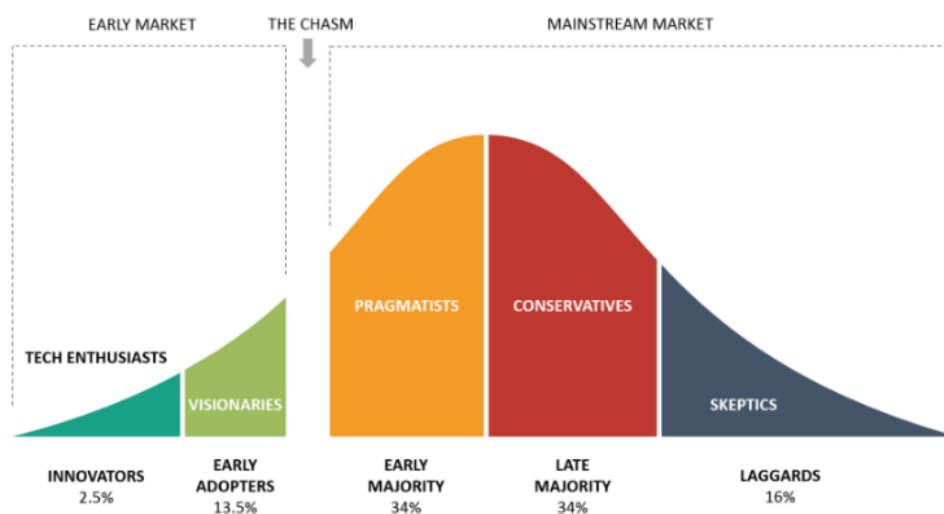 EARLY MARKET
THE CHASM
MAINSTREAM MARKET
PRAGMATISTS
CONSERVATIVES
TECH ENTHUSIASTS
VISIONARIES
SKEPTICS
INNOVATORS
2.5%
EARLY
ADOPTERS
13.5%
EARLY
MAJORITY
34%
LATE
MAJORITY
34%
LAGGARDS
16%